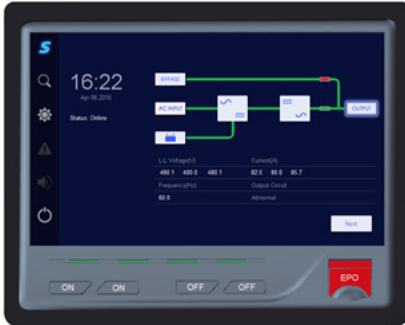 S
16:22
Apr 08 2016
Status: Online
BYPASS
AC INPUT
OUTPUT
L-L Voltage(V)
Current(A)
480.1 480.0 480.1
82.5 80.0 85.7
Frequency(Hz)
Output Circuit
60.0
Abnormal
Next
ON ON OFF OFF
EPO